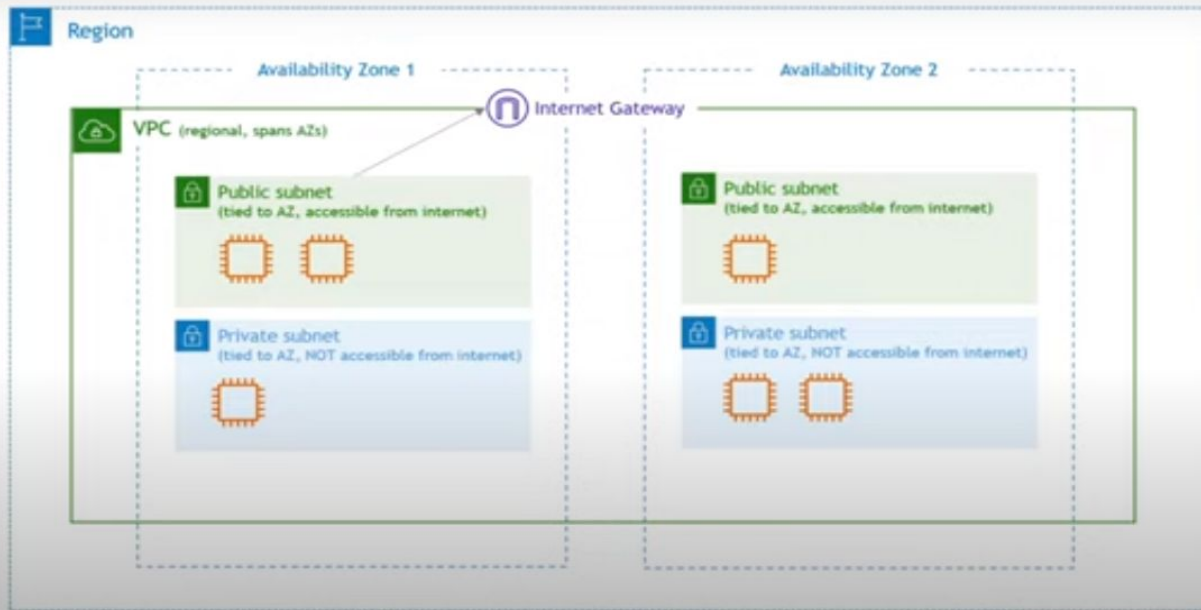 Region
Availability Zone 1
Availability Zone 2
Internet Gateway
VPC (regional, spans AZs)
Public subnet
(tied to AZ, accessible from internet)
Public subnet
(tied to AZ, accessible from internet)
Private subnet
(tied to AZ, NOT accessible from internet)
Private subnet
(tied to AZ, NOT accessible from internet)